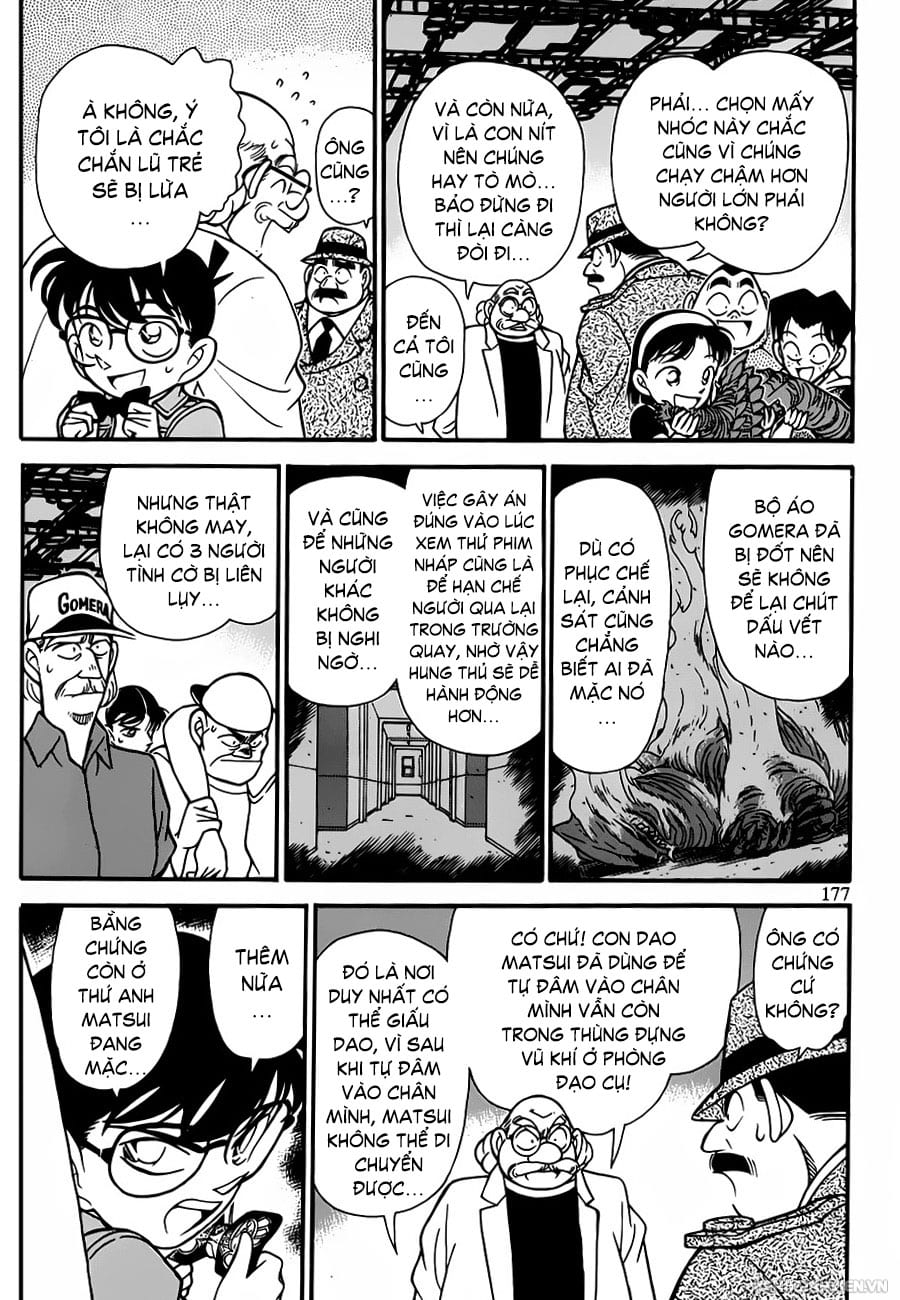 PHẢI... CHỌN MẤY
NHÓC NÀY CHẮC
CŨNG VÌ CHÚNG
CHẠY CHẬM HƠN
NGƯỜI LỚN PHẢI
KHÔNG?
VÀ CÒN NỮA,
VÌ LÀ CON NÍT
NÊN CHÚNG
HAY TÒ MÒ...
BẢO ĐỪNG ĐI
THÌ LẠI CÀNG
ĐÒI ĐI...
ĐẾN
CẢ TÔI
CŨNG
...
ÔNG
CŨNG
...?
À KHÔNG, Ý
TÔI LÀ CHẮC
CHẮN LŨ TRẺ
SẼ BỊ LỪA
...
BỘ ÁO
GOMERA ĐÃ
BỊ ĐỐT NÊN
SẼ KHÔNG
ĐỂ LẠI CHÚT
DẤU VẾT
NÀO...
DÙ CÓ
PHỤC CHẾ
LẠI, CẢNH
SÁT CŨNG
CHẲNG
BIẾT AI ĐÃ
MẶC NÓ
...
VIỆC GÂY ÁN
ĐÚNG VÀO LÚC
XEM THỬ PHIM
NHÁP CŨNG LÀ
ĐỂ HẠN CHẾ
NGƯỜI QUA LẠI
TRONG TRƯỜNG
QUAY, NHỜ VẬY
HUNG THỦ SẼ DỄ
HÀNH ĐỘNG
HƠN...
VÀ CŨNG
ĐỂ NHỮNG
NGƯỜI
KHÁC
KHÔNG
BỊ NGHI
NGỜ...
NHƯNG THẬT
KHÔNG MAY,
LẠI CÓ 3 NGƯỜI
TÌNH CỜ BỊ LIÊN
LỤY...
GOMERA
177
ÔNG CÓ
CHỨNG
CỨ
KHÔNG?
CÓ CHỨ! CON DAO
MATSUI ĐÃ DÙNG ĐỂ
TỰ ĐÂM VÀO CHÂN
MÌNH VẪN CÒN
TRONG THÙNG ĐỰNG
VŨ KHÍ Ở PHÒNG
ĐẠO CỤ!
ĐÓ LÀ NƠI
DUY NHẤT CÓ
THỂ GIẤU
DAO, VÌ SAU
KHI TỰ ĐÂM
VÀO CHÂN
MÌNH, MATSUI
KHÔNG THỂ DI
CHUYỂN
ĐƯỢC...
THÊM
NỮA
...
BẰNG
CHỨNG
CÒN Ở
THỨ ANH
MATSUI
ĐANG
MẶC...